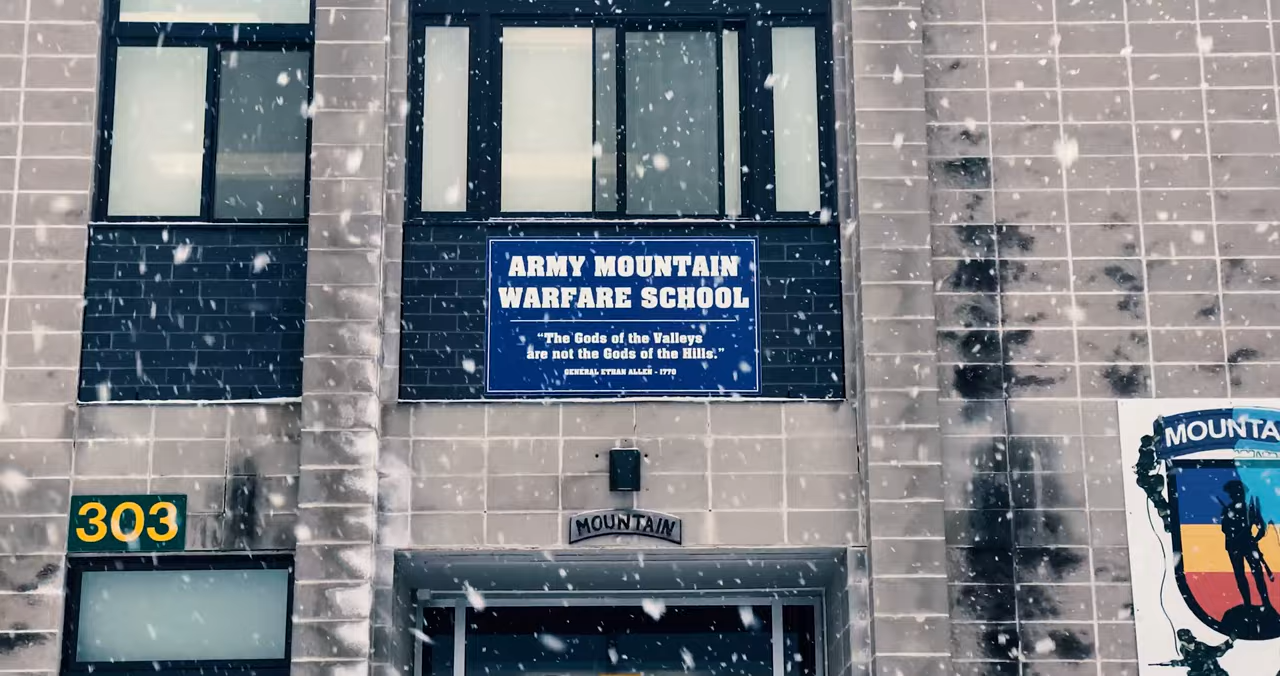 ARMY MOUNTAIN
WARFARE SCHOOL
“The Gods of the Valleys
are not the Gods of the Hills.”
GENERAL ETHAN ALLEN - 1770
303
MOUNTAIN
MOUNTA